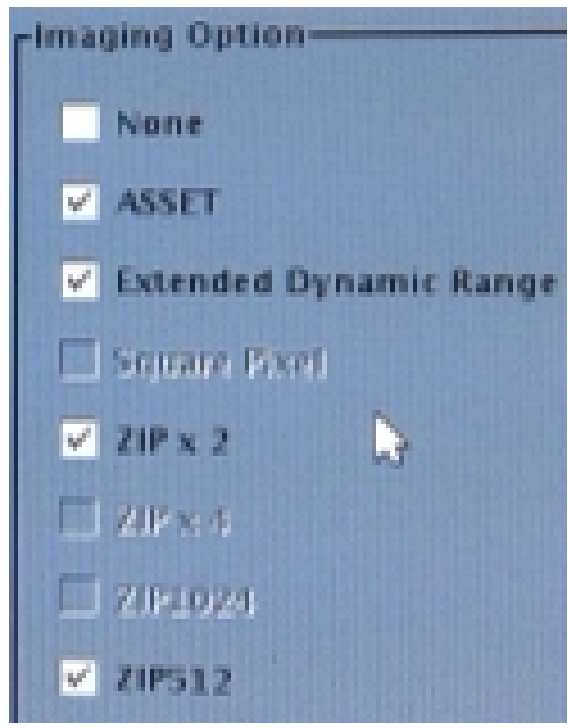 Imaging Option
None
ASSET
Extended Dynamic Range
Square Pixel
ZIP x 2
ZIP x 4
ZIP1024
ZIP512